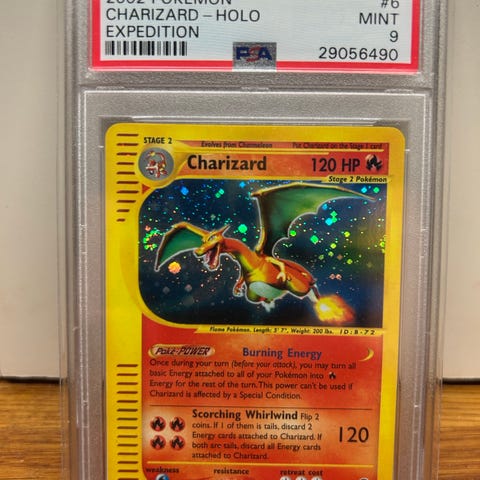 2002 POKEMON #6
CHARIZARD - HOLO MINT
EXPEDITION 9
PSA 29056490
STAGE 2 Evolves from Charmeleon Put Charizard on the Stage 1 card
Charizard 120 HP
Stage 2 Pokémon
Flame Pokémon. Length: 5' 7", Weight: 200 lbs. ID: B-72
Poké-POWER Burning Energy
Once during your turn (before your attack), you may turn all
basic Energy attached to all of your Pokémon into
Energy for the rest of the turn. This power can't be used if
Charizard is affected by a Special Condition.
Scorching Whirlwind Flip 2
coins. If 1 of them is tails, discard 2
Energy cards attached to Charizard. If
both are tails, discard all Energy
cards attached to Charizard.
120
weakness resistance retreat cost